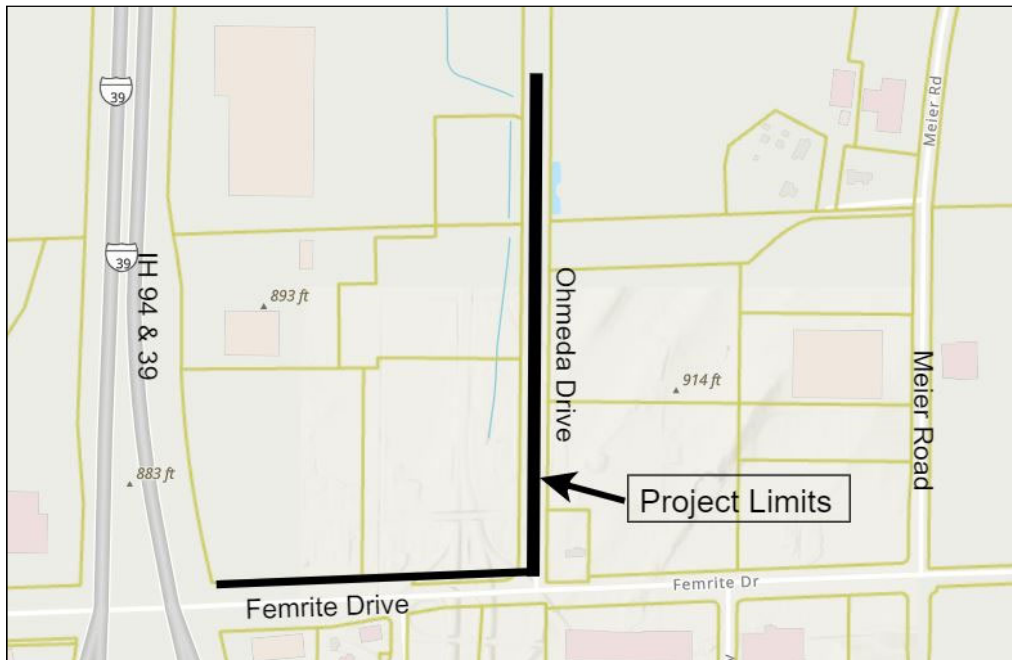 39
Meier Rd
39
IH 94 & 39
893 ft
Ohmeda Drive
914 ft
Meier Road
883 ft
Project Limits
Femrite Dr
Femrite Drive